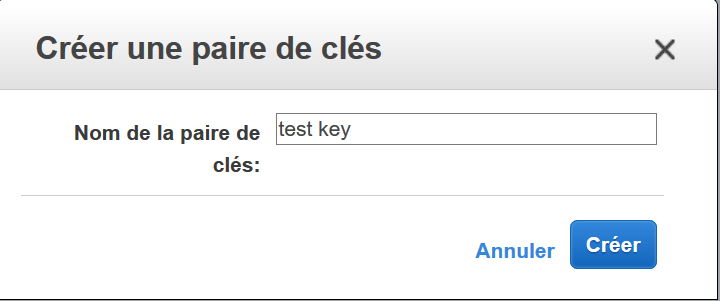 Créer une paire de clés
Nom de la paire de
clés:
test key
Annuler
Créer